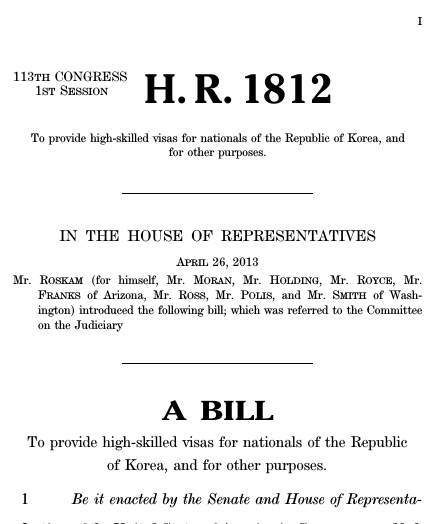 I
113TH CONGRESS
1ST SESSION
H. R. 1812
To provide high-skilled visas for nationals of the Republic of Korea, and
for other purposes.
IN THE HOUSE OF REPRESENTATIVES
APRIL 26, 2013
Mr. ROSKAM (for himself, Mr. MORAN, Mr. HOLDING, Mr. ROYCE, Mr.
FRANKS of Arizona, Mr. ROSS, Mr. POLIS, and Mr. SMITH of Wash-
ington) introduced the following bill; which was referred to the Committee
on the Judiciary
A BILL
To provide high-skilled visas for nationals of the Republic
of Korea, and for other purposes.
1 Be it enacted by the Senate and House of Representa-